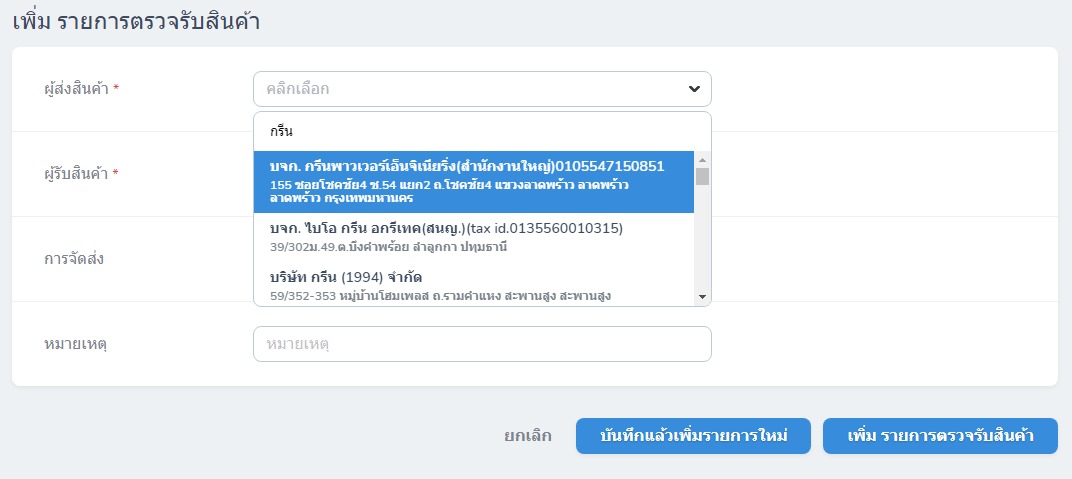 เพิ่ม รายการตรวจรับสินค้า
ผู้ส่งสินค้า *
คลิกเลือก
กรีน
บจก. กรีนพาวเวอร์เอ็นจิเนียริ่ง(สำนักงานใหญ่)0105547150851
155 ซอยโชคชัย4 ซ.54 แยก2 ถ.โชคชัย4 แขวงลาดพร้าว ลาดพร้าว
ลาดพร้าว กรุงเทพมหานคร
ผู้รับสินค้า *
บจก. ไบโอ กรีน อกรีเทค(สนญ.)(tax id.0135560010315)
39/302ม.49.ต.บึงคำพร้อย ลำลูกกา ปทุมธานี
การจัดส่ง
บริษัท กรีน (1994) จำกัด
59/352-353 หมู่บ้านโฮมเพลส ถ.รามคำแหง สะพานสูง สะพานสูง
หมายเหตุ
หมายเหตุ
ยกเลิก
บันทึกแล้วเพิ่มรายการใหม่
เพิ่ม รายการตรวจรับสินค้า